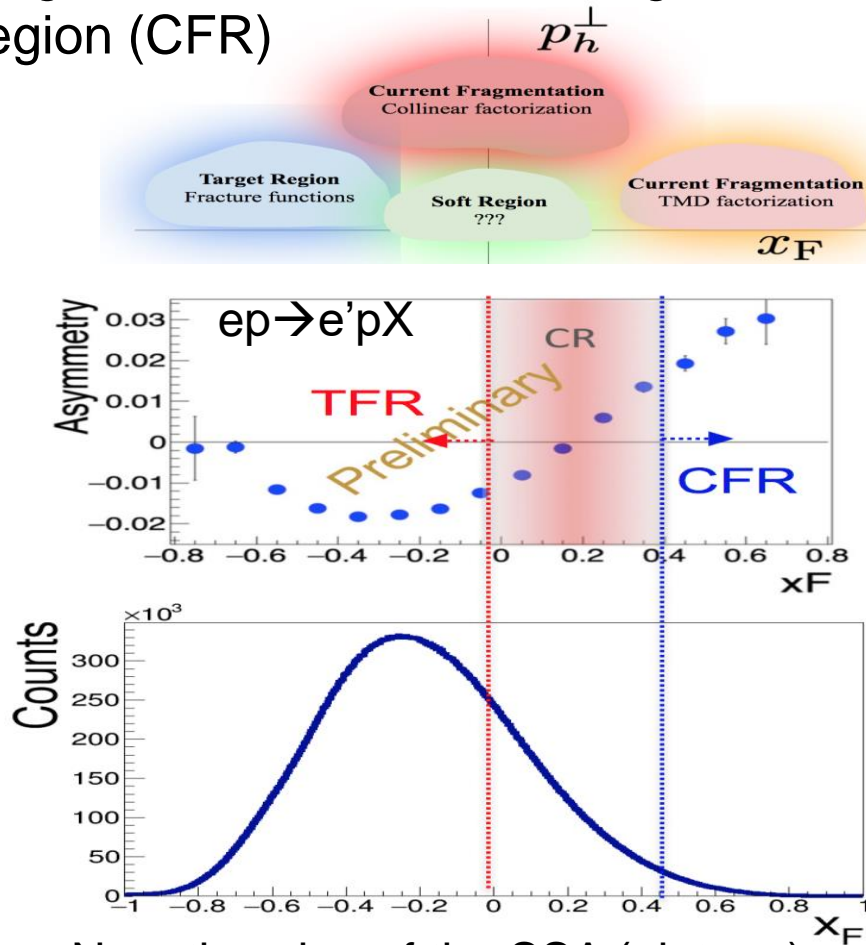 egion (CFR)
p_h^⊥
Current Fragmentation
Collinear factorization
Target Region
Fracture functions
Soft Region
???
Current Fragmentation
TMD factorization
x_F
Asymmetry
ep→e'pX
CR
TFR
CFR
Preliminary
0.03
0.02
0.01
0
−0.01
−0.02
−0.8 −0.6 −0.4 −0.2 0 0.2 0.4 0.6 0.8
xF
×10³
Counts
300
250
200
150
100
50
0
−1 −0.8 −0.6 −0.4 −0.2 0 0.2 0.4 0.6 0.8 1
x_F